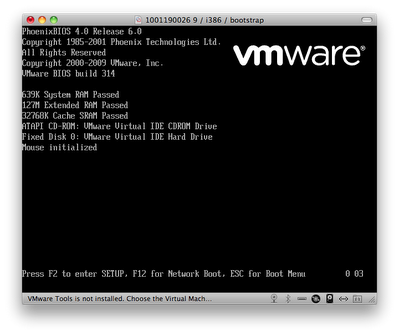 1001190026 9 / i386 / bootstrap
PhoenixBIOS 4.0 Release 6.0
Copyright 1985-2001 Phoenix Technologies Ltd.
All Rights Reserved
Copyright 2000-2009 VMware, Inc.
VMware BIOS build 314
vmware®
639K System RAM Passed
127M Extended RAM Passed
32768K Cache SRAM Passed
ATAPI CD-ROM: VMware Virtual IDE CDROM Drive
Fixed Disk 0: VMware Virtual IDE Hard Drive
Mouse initialized
Press F2 to enter SETUP, F12 for Network Boot, ESC for Boot Menu 0 03
VMware Tools is not installed. Choose the Virtual Mach...